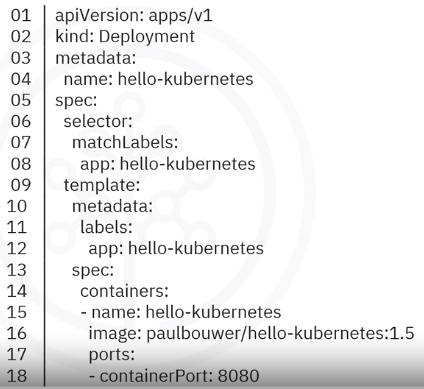 01 apiVersion: apps/v1
02 kind: Deployment
03 metadata:
04   name: hello-kubernetes
05 spec:
06   selector:
07     matchLabels:
08       app: hello-kubernetes
09   template:
10     metadata:
11       labels:
12         app: hello-kubernetes
13     spec:
14       containers:
15       - name: hello-kubernetes
16         image: paulbouwer/hello-kubernetes:1.5
17         ports:
18         - containerPort: 8080